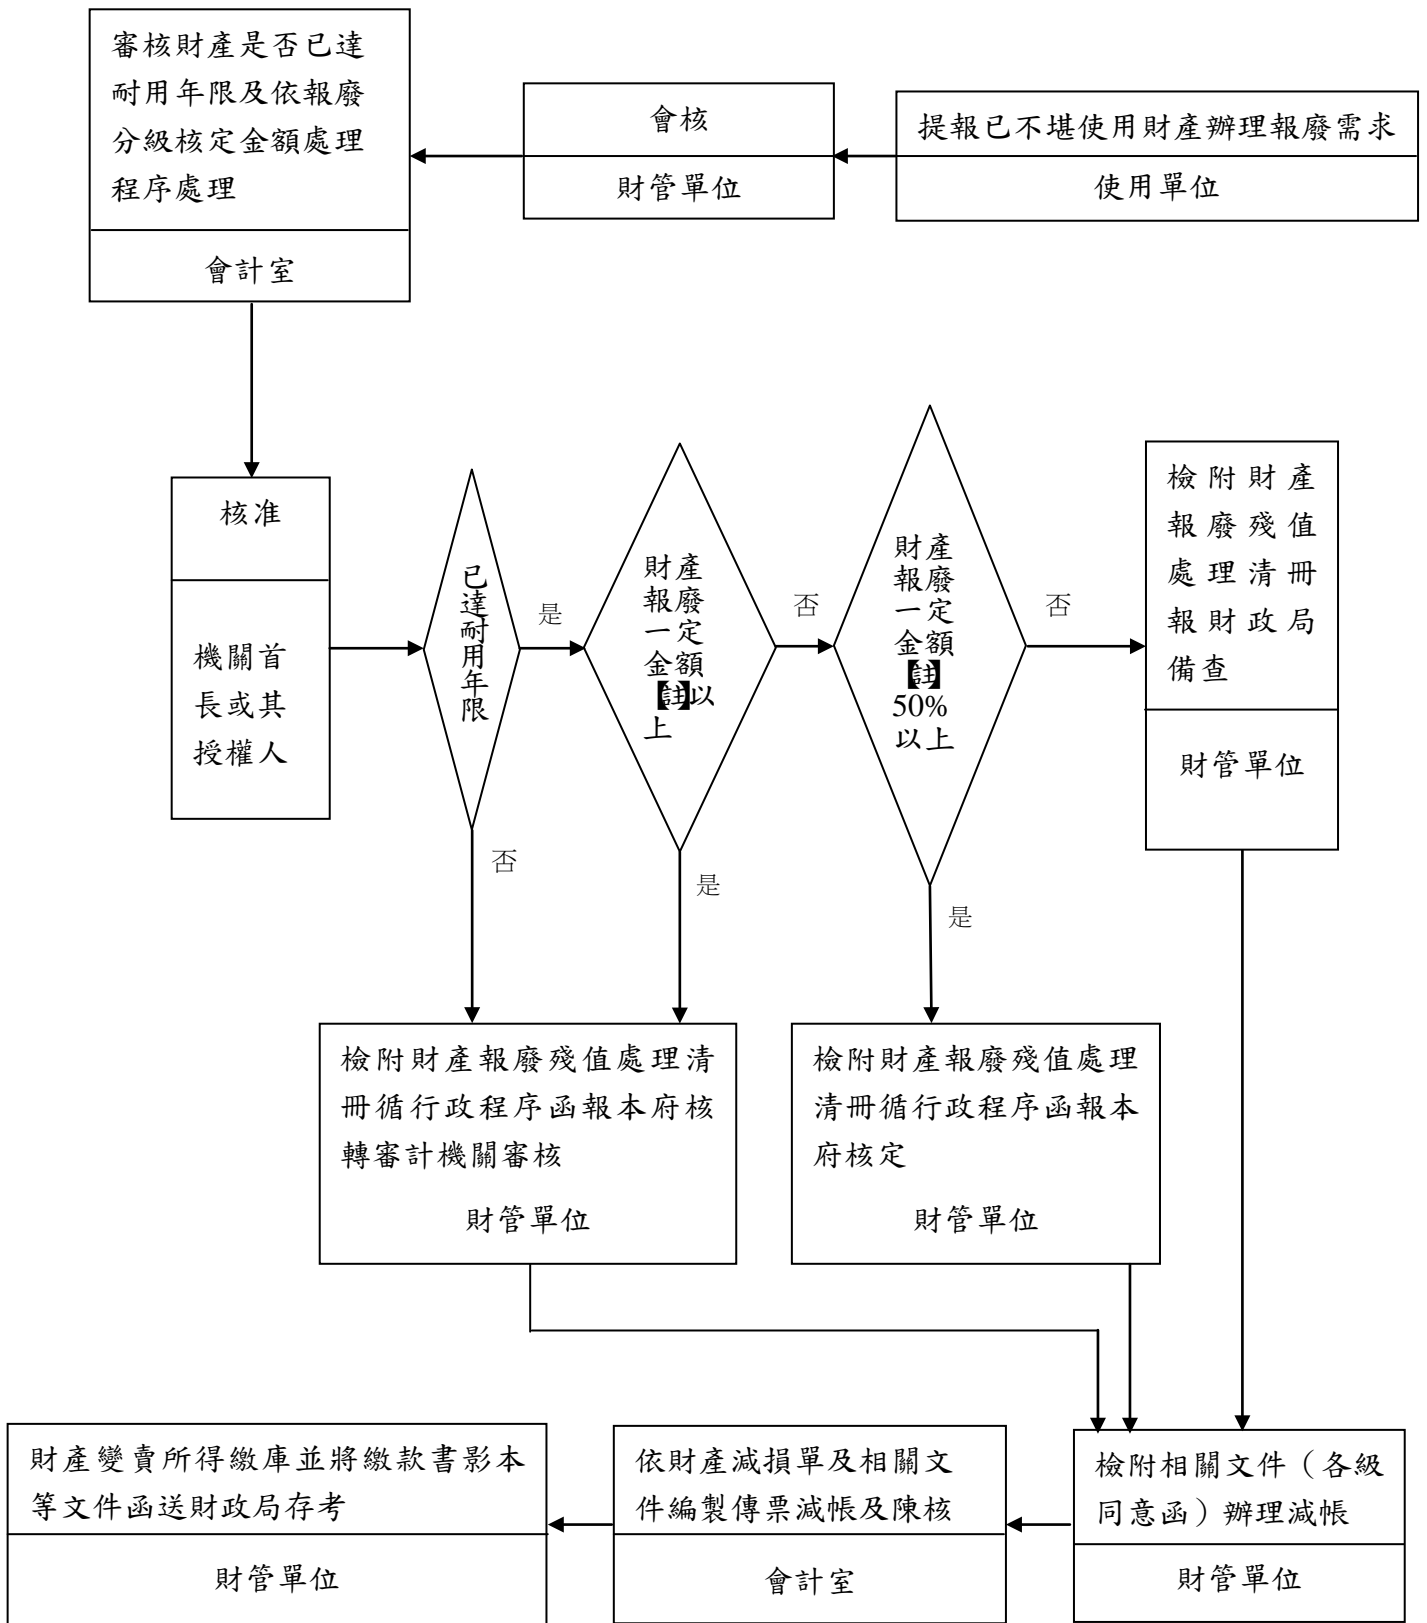 審核財產是否已達
耐用年限及依報廢
分級核定金額處理
程序處理
會計室
會核
財管單位
提報已不堪使用財產辦理報廢需求
使用單位
核准
機關首
長或其
授權人
已達耐用年限
是
否
財產
報廢
一定
金額
【註】以
上
否
是
財產
報廢
一定
金額
【註】
50%
以上
否
是
檢附財產
報廢殘值
處理清冊
報財政局
備查
財管單位
檢附財產報廢殘值處理清
冊循行政程序函報本府核
轉審計機關審核
財管單位
檢附財產報廢殘值處理
清冊循行政程序函報本
府核定
財管單位
財產變賣所得繳庫並將繳款書影本
等文件函送財政局存考
財管單位
依財產減損單及相關文
件編製傳票減帳及陳核
會計室
檢附相關文件（各級
同意函）辦理減帳
財管單位